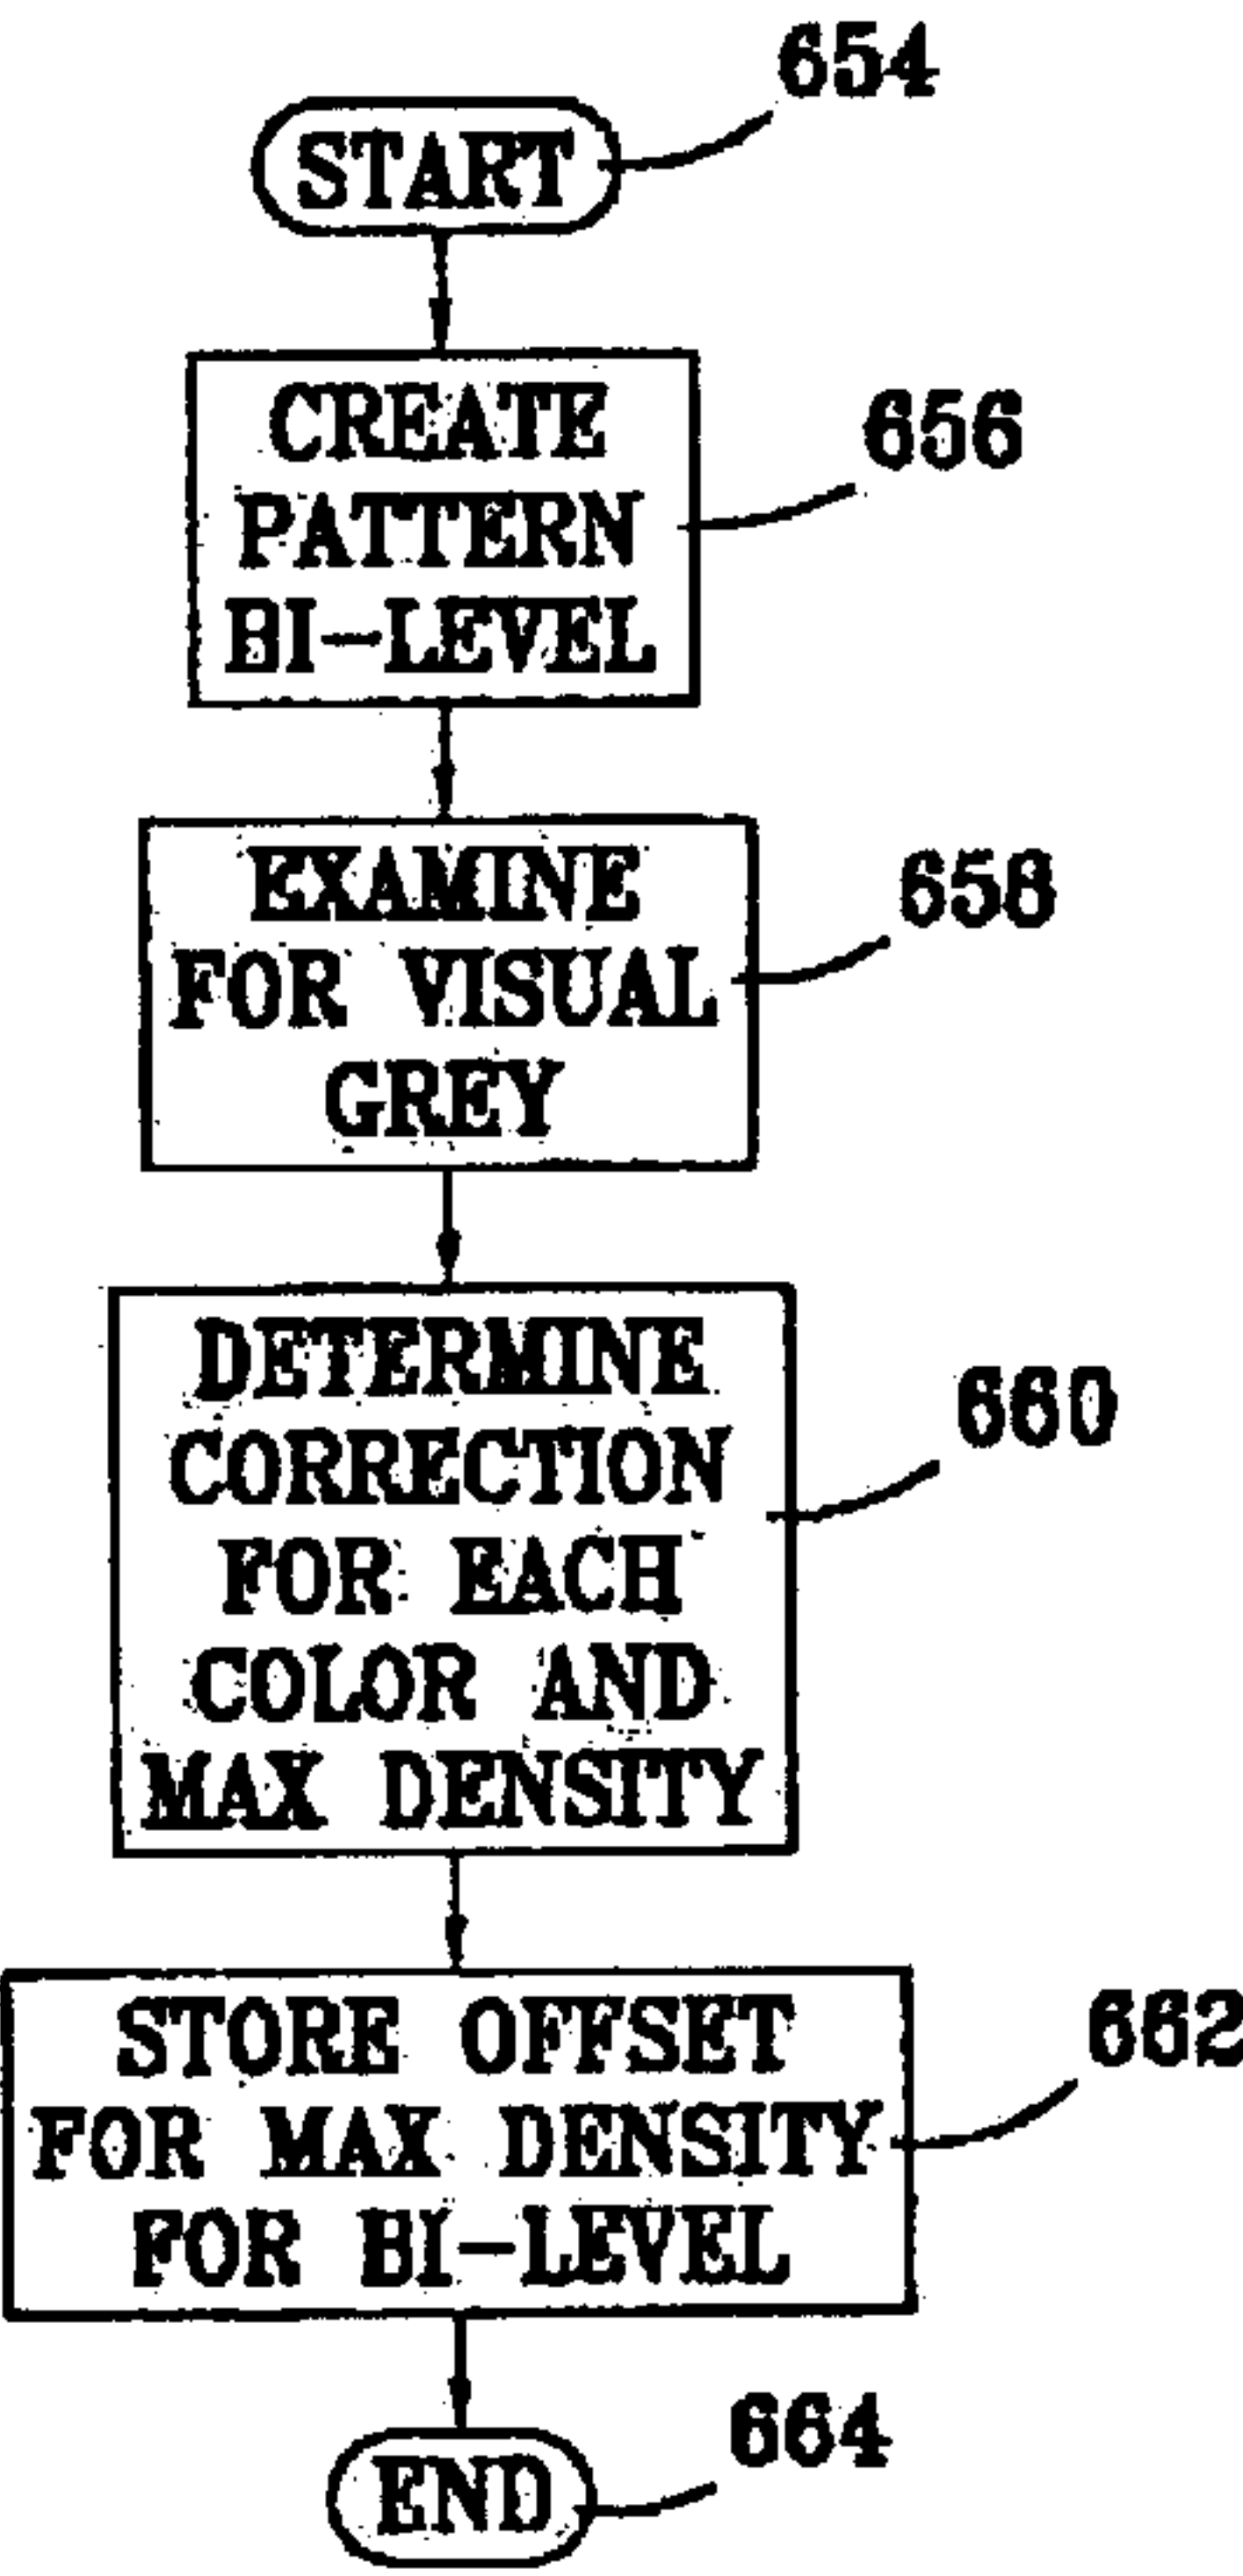 654
START
CREATE
PATTERN
BI-LEVEL
656
EXAMINE
FOR VISUAL
GREY
658
DETERMINE
CORRECTION
FOR EACH
COLOR AND
MAX DENSITY
660
STORE OFFSET
FOR MAX DENSITY
FOR BI-LEVEL
662
END
664